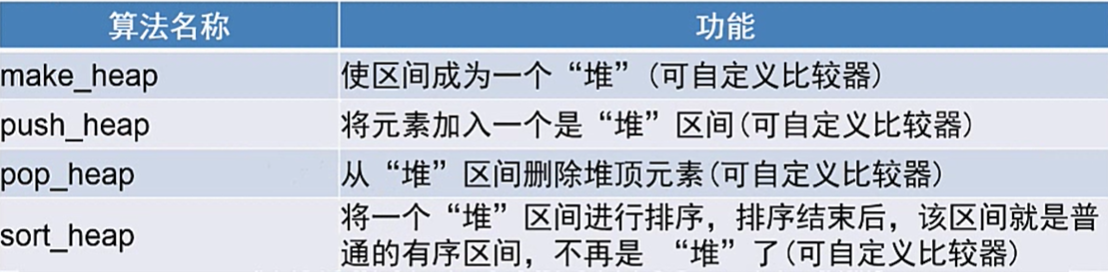 算法名称 功能
make_heap 使区间成为一个“堆”(可自定义比较器)
push_heap 将元素加入一个是“堆”区间(可自定义比较器)
pop_heap 从“堆”区间删除堆顶元素(可自定义比较器)
sort_heap 将一个“堆”区间进行排序，排序结束后，该区间就是普
通的有序区间，不再是 “堆”了(可自定义比较器)